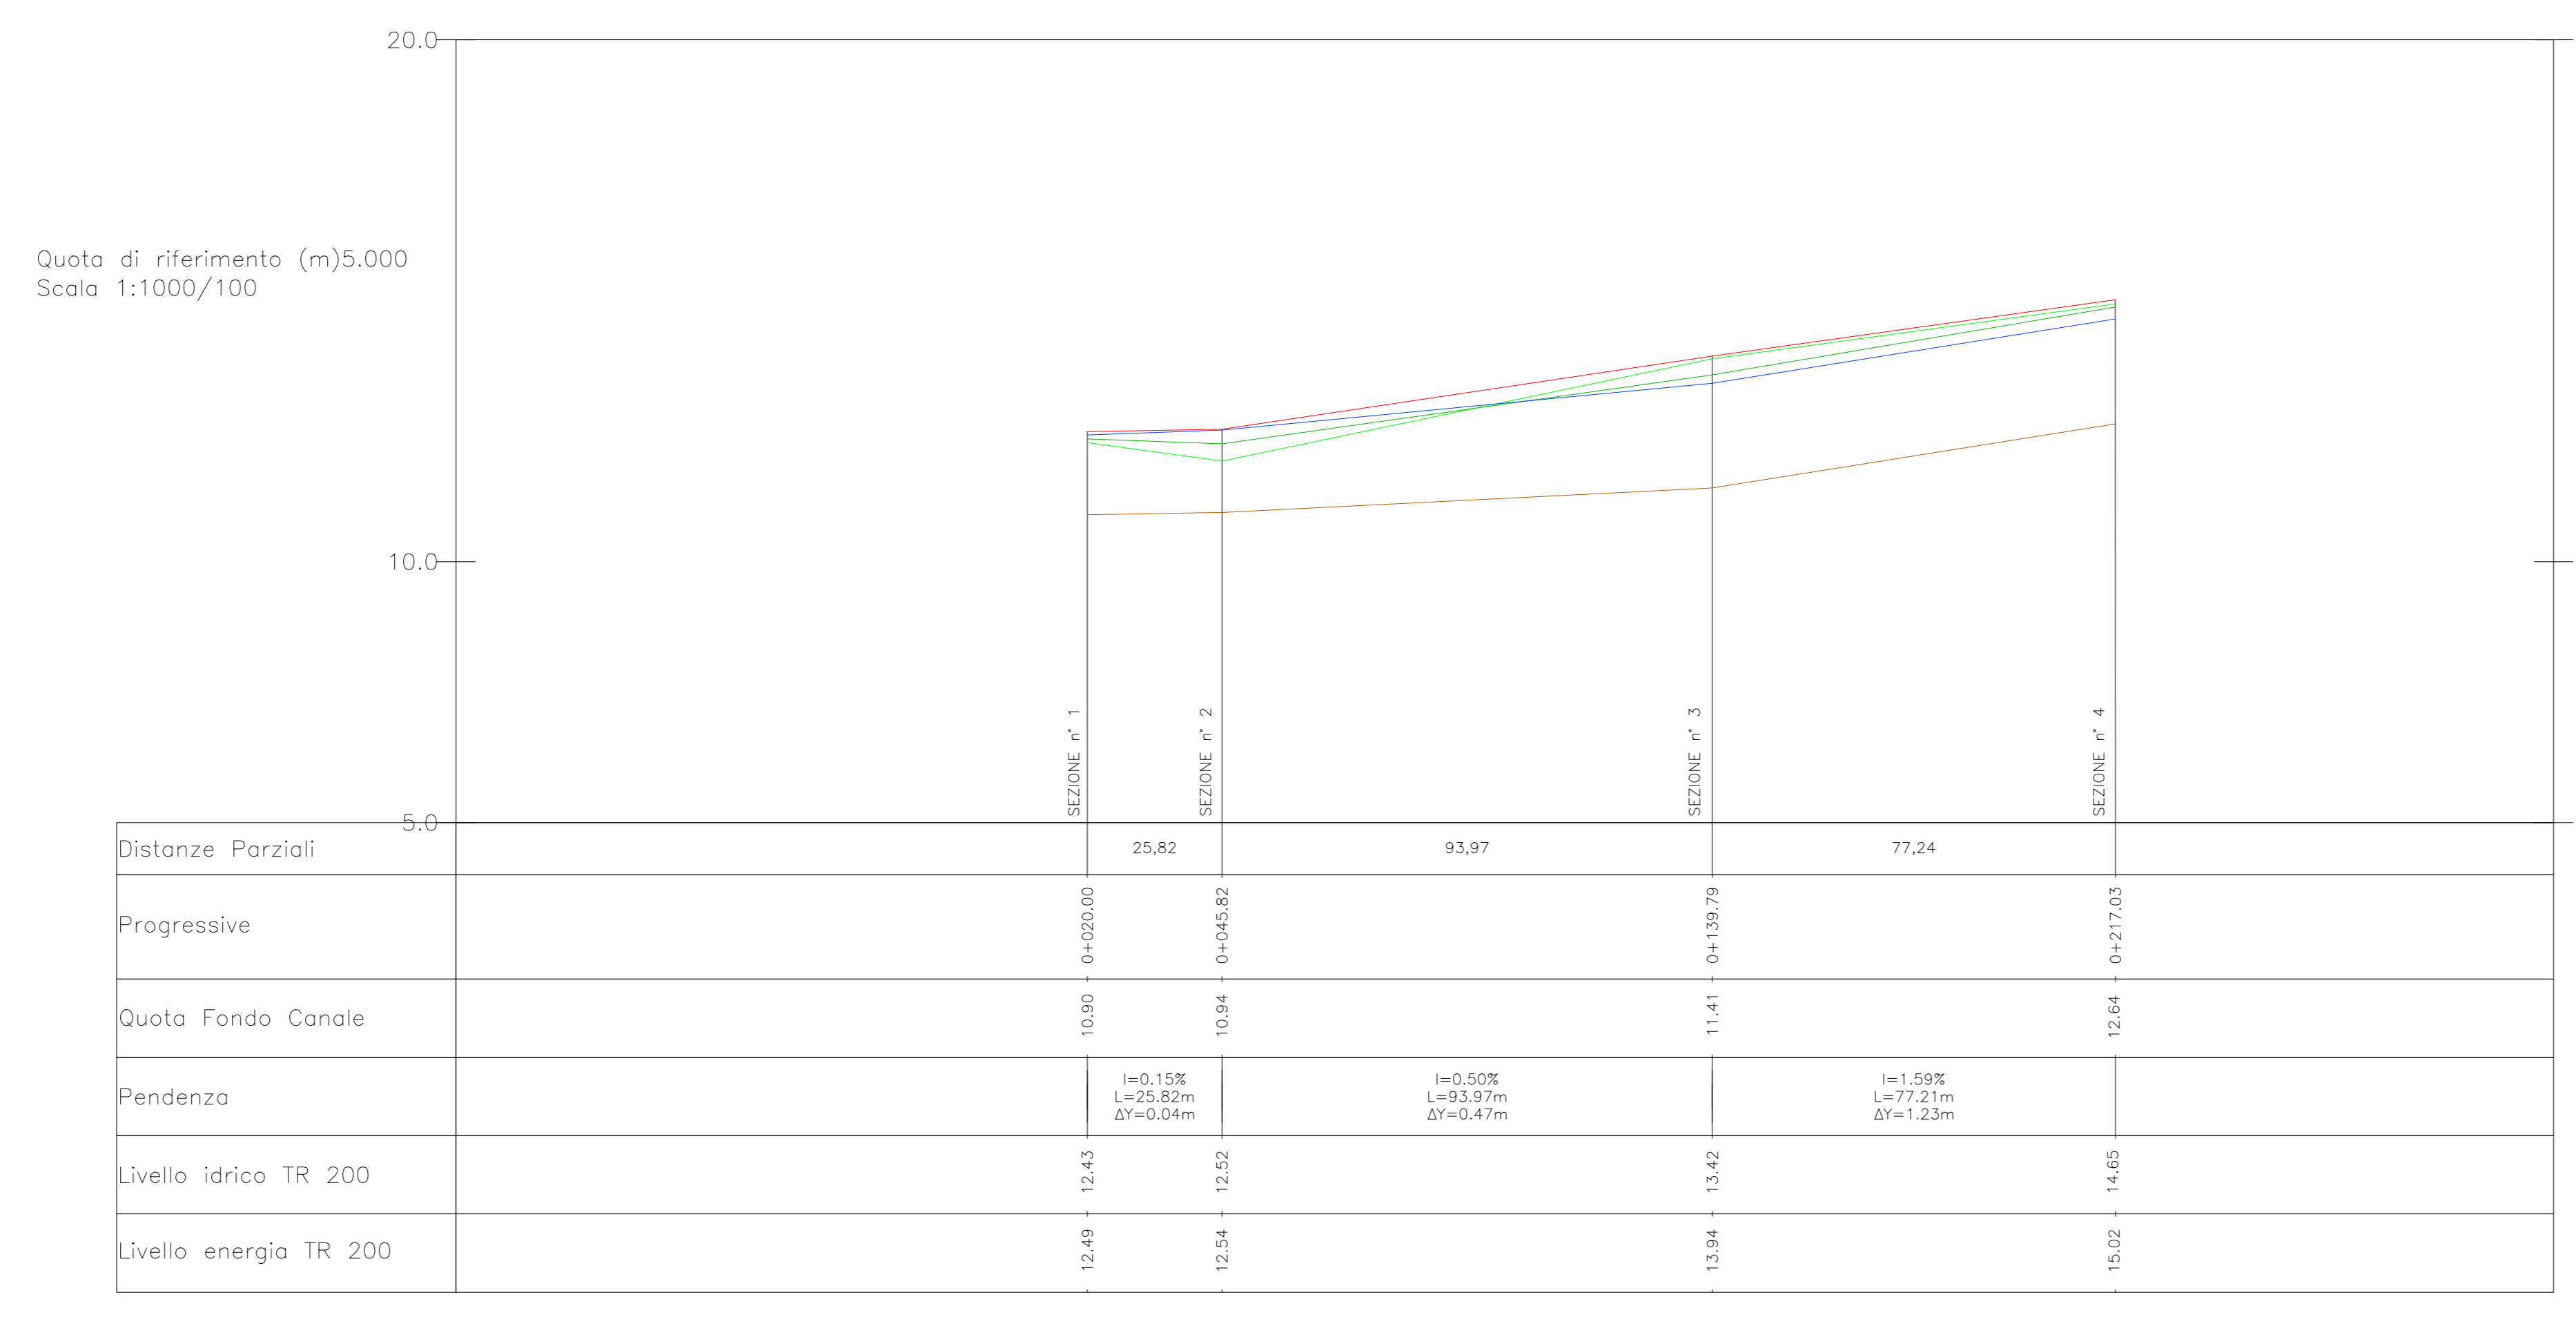 20.0
Quota di riferimento (m)5.000
Scala 1:1000/100
10.0
SEZIONE n° 1
SEZIONE n° 2
SEZIONE n° 3
SEZIONE n° 4
5.0
Distanze Parziali
25,82
93,97
77,24
Progressive
0+020.00
0+045.82
0+139.79
0+217.03
Quota Fondo Canale
10.90
10.94
11.41
12.64
Pendenza
I=0.15%
L=25.82m
ΔY=0.04m
I=0.50%
L=93.97m
ΔY=0.47m
I=1.59%
L=77.21m
ΔY=1.23m
Livello idrico TR 200
12.43
12.52
13.42
14.65
Livello energia TR 200
12.49
12.54
13.94
15.02